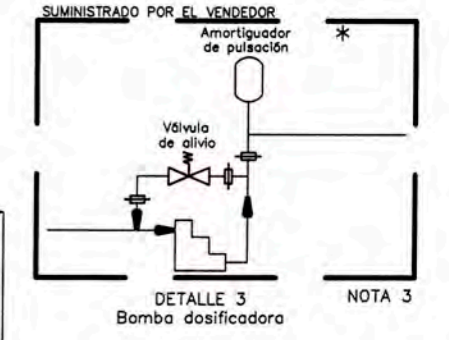 SUMINISTRADO POR EL VENDEDOR
Amortiguador
de pulsación
*
Válvula
de alivio
DETALLE 3
Bomba dosificadora
NOTA 3